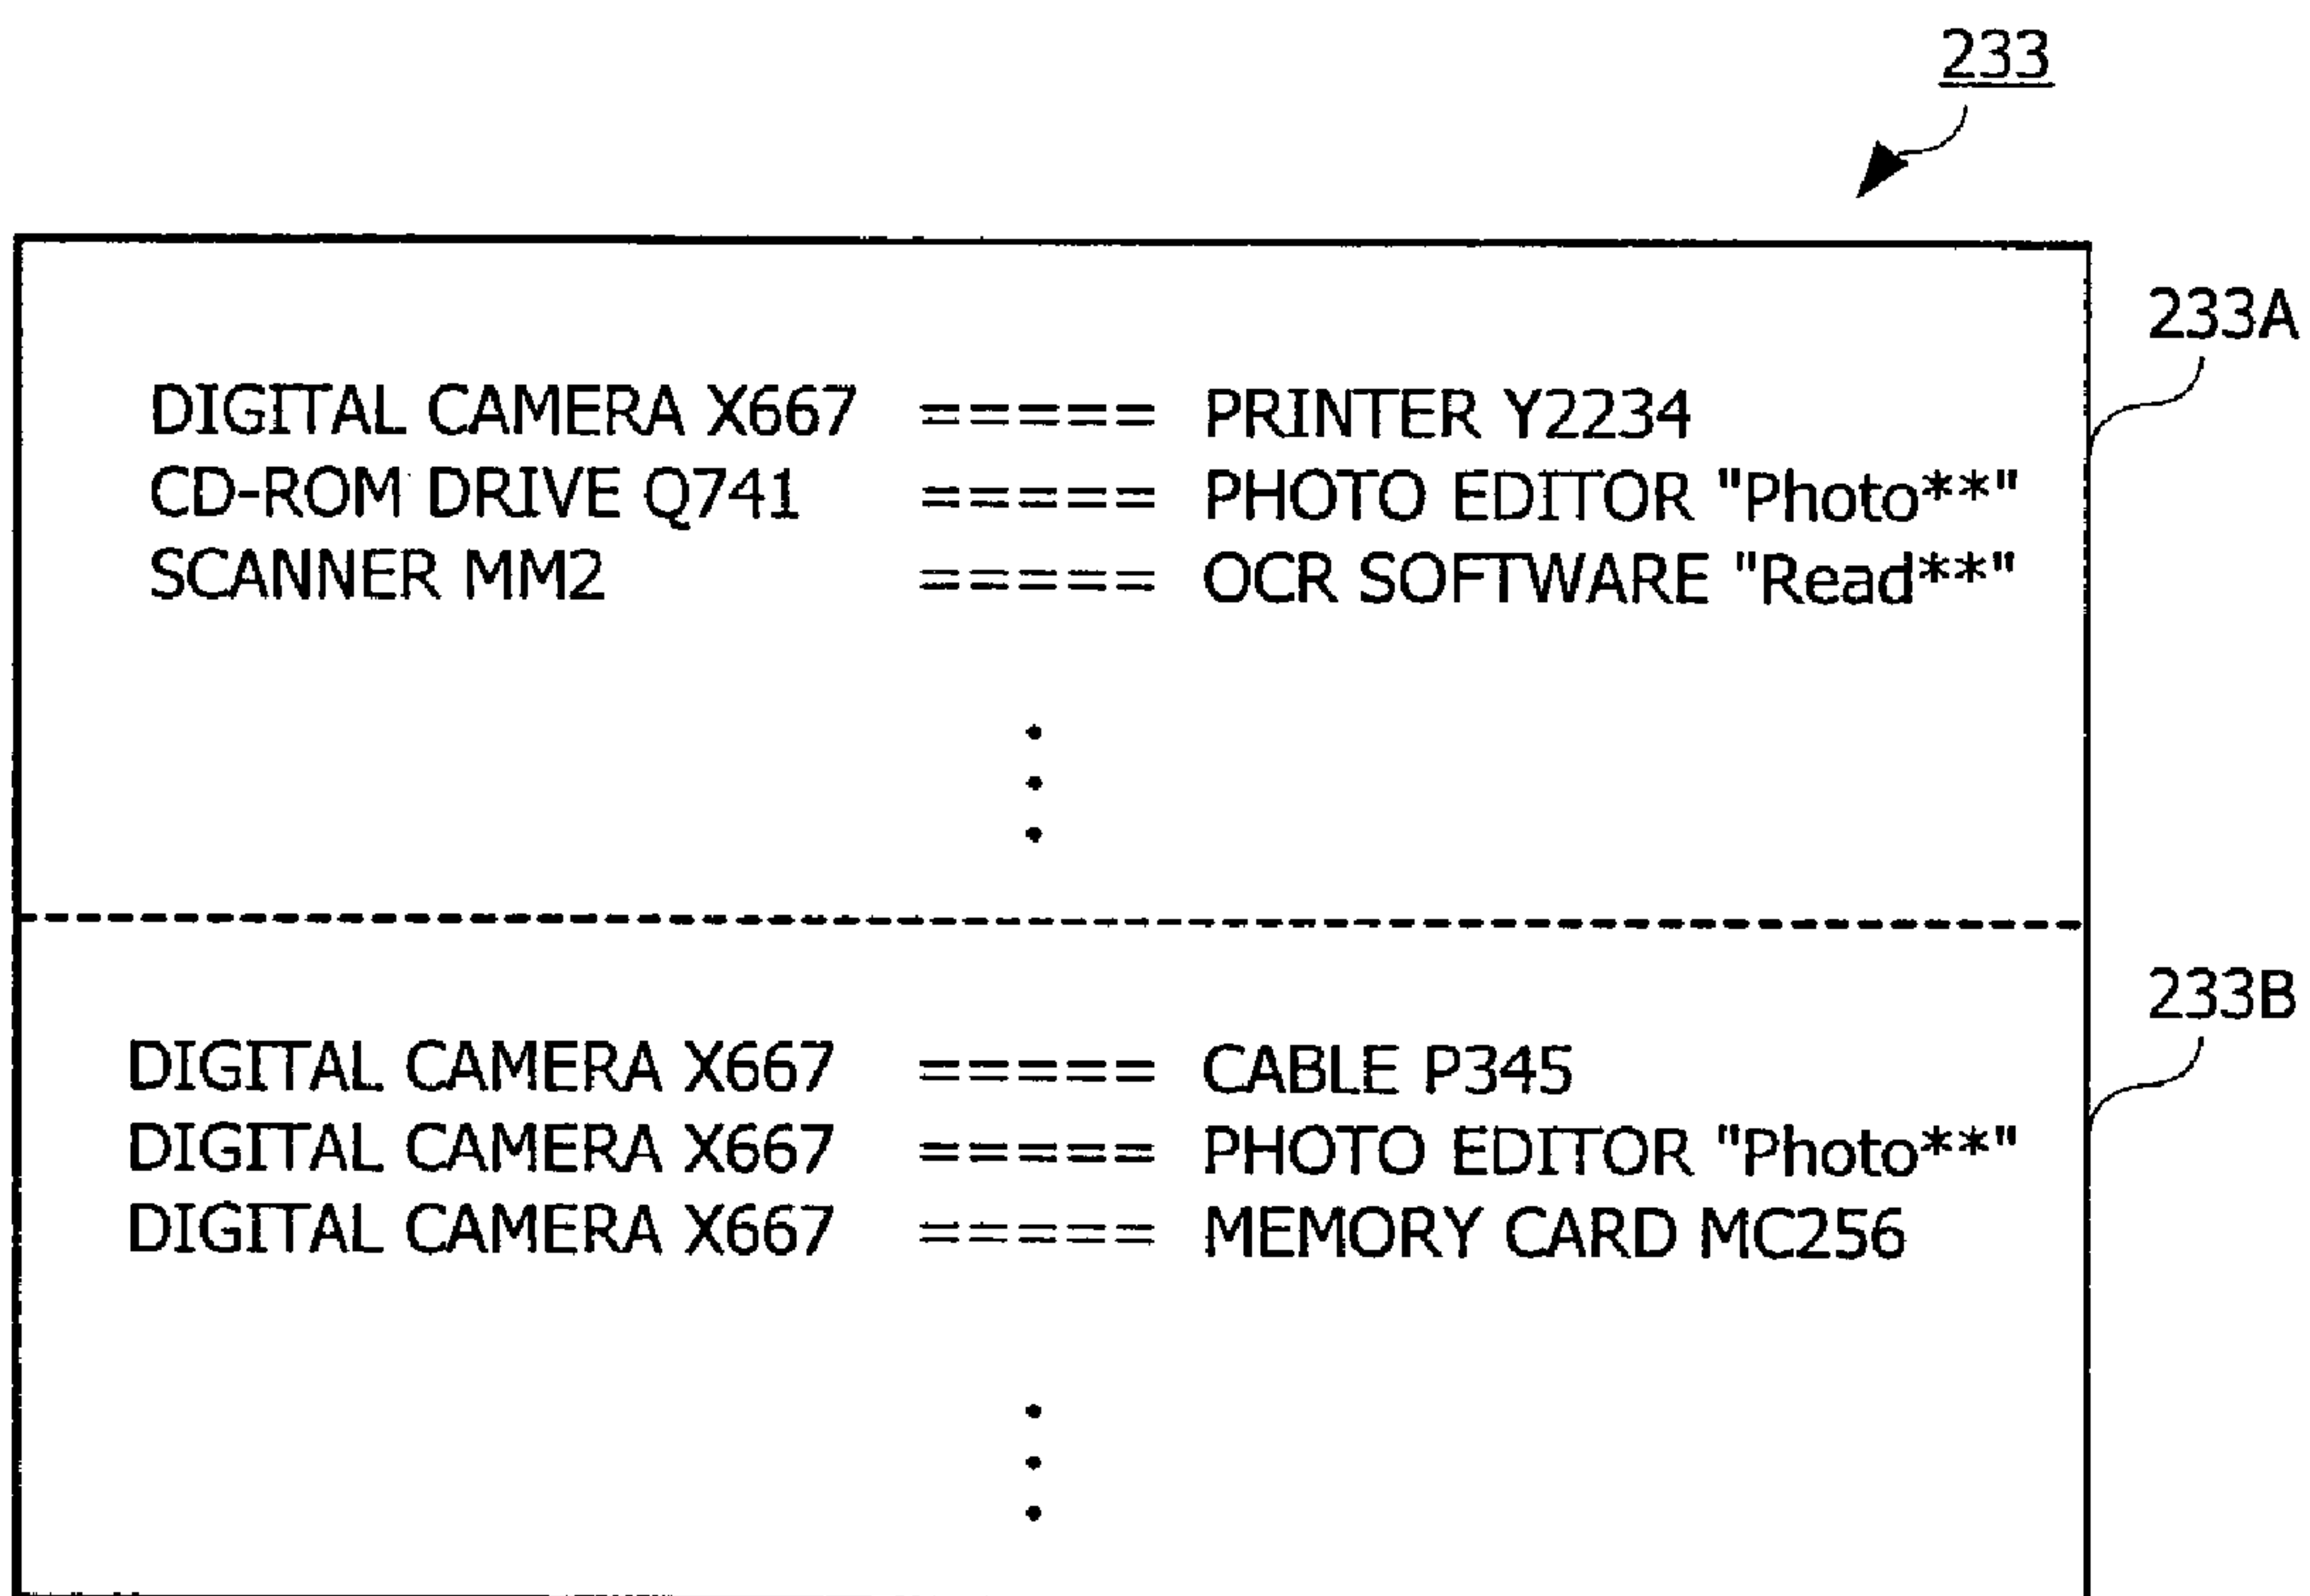 233
233A
DIGITAL CAMERA X667 ===== PRINTER Y2234
CD-ROM DRIVE Q741 ===== PHOTO EDITOR "Photo**"
SCANNER MM2 ===== OCR SOFTWARE "Read**"
233B
DIGITAL CAMERA X667 ===== CABLE P345
DIGITAL CAMERA X667 ===== PHOTO EDITOR "Photo**"
DIGITAL CAMERA X667 ===== MEMORY CARD MC256